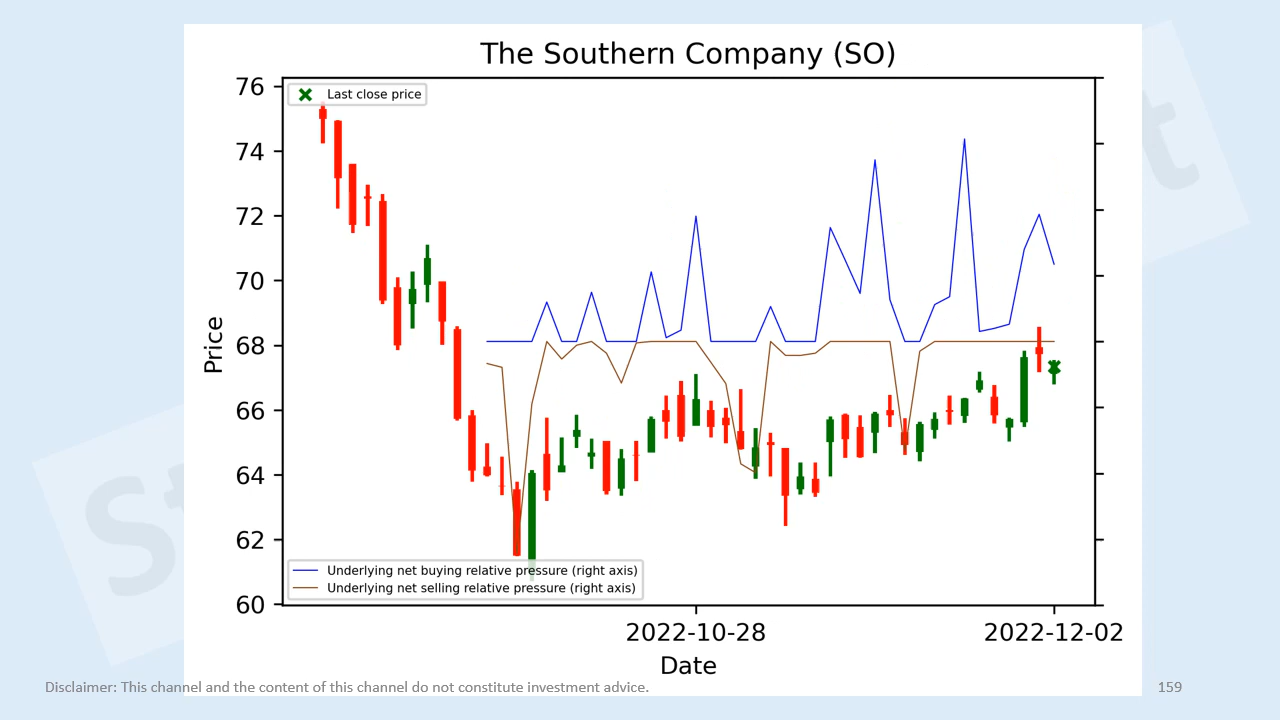 The Southern Company (SO)
76
74
72
70
68
66
64
62
60
Price
Last close price
Underlying net buying relative pressure (right axis)
Underlying net selling relative pressure (right axis)
2022-10-28
2022-12-02
Date
Disclaimer: This channel and the content of this channel do not constitute investment advice.
159